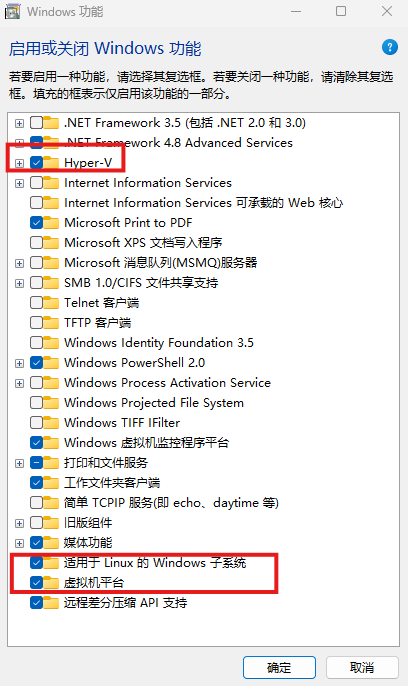 Windows 功能
启用或关闭 Windows 功能
?
若要启用一种功能，请选择其复选框。若要关闭一种功能，请清除其复选
框。填充的框表示仅启用该功能的一部分。
.NET Framework 3.5 (包括 .NET 2.0 和 3.0)
.NET Framework 4.8 Advanced Services
Hyper-V
Internet Information Services
Internet Information Services 可承载的 Web 核心
Microsoft Print to PDF
Microsoft XPS 文档写入程序
Microsoft 消息队列(MSMQ)服务器
SMB 1.0/CIFS 文件共享支持
Telnet 客户端
TFTP 客户端
Windows Identity Foundation 3.5
Windows PowerShell 2.0
Windows Process Activation Service
Windows Projected File System
Windows TIFF IFilter
Windows 虚拟机监控程序平台
打印和文件服务
工作文件夹客户端
简单 TCPIP 服务(即 echo、daytime 等)
旧版组件
媒体功能
适用于 Linux 的 Windows 子系统
虚拟机平台
远程差分压缩 API 支持
确定
取消